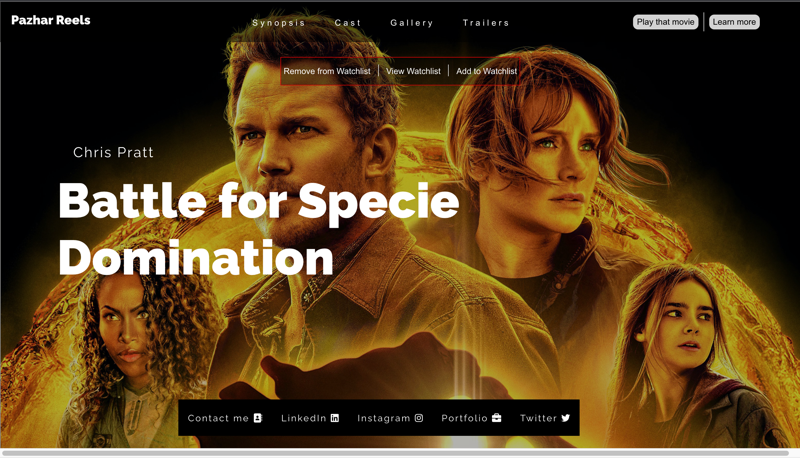 Pazhar Reels Synopsis Cast Gallery Trailers Play that movie Learn more
Remove from Watchlist View Watchlist Add to Watchlist
Chris Pratt
Battle for Specie
Domination
Contact me LinkedIn Instagram Portfolio Twitter